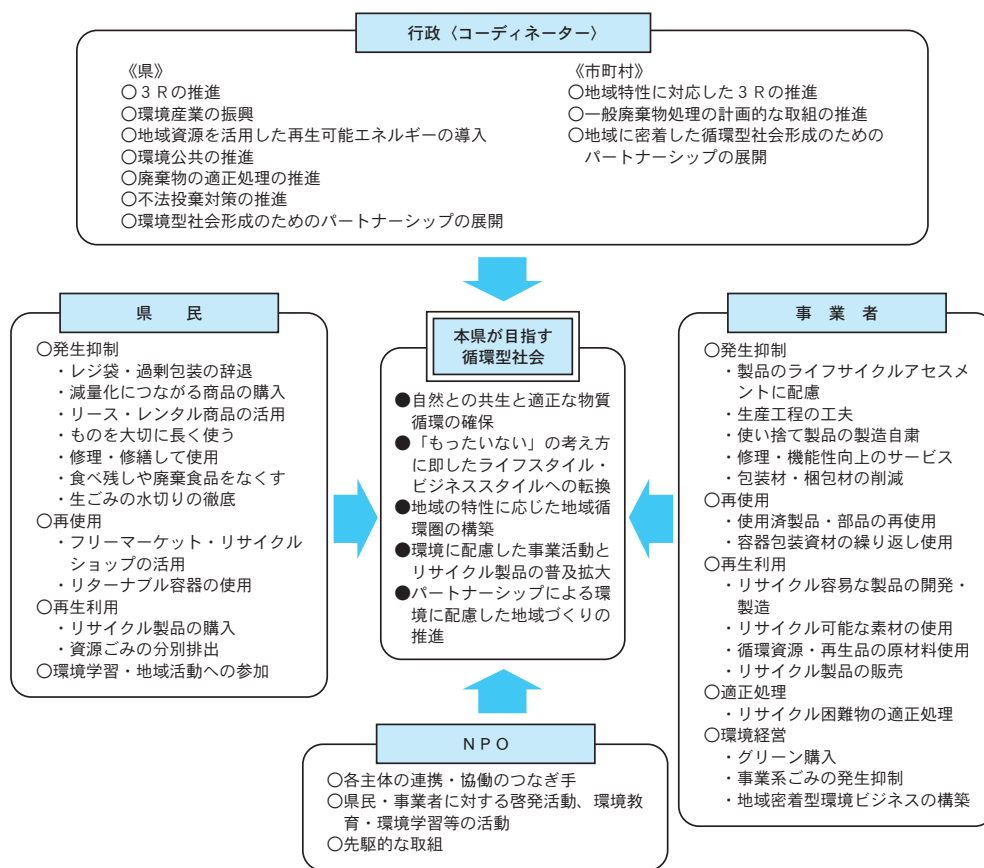 行政〈コーディネーター〉
《県》
○３Ｒの推進
○環境産業の振興
○地域資源を活用した再生可能エネルギーの導入
○環境公共の推進
○廃棄物の適正処理の推進
○不法投棄対策の推進
○環境型社会形成のためのパートナーシップの展開
《市町村》
○地域特性に対応した３Ｒの推進
○一般廃棄物処理の計画的な取組の推進
○地域に密着した循環型社会形成のための
パートナーシップの展開
県　民
○発生抑制
・レジ袋・過剰包装の辞退
・減量化につながる商品の購入
・リース・レンタル商品の活用
・ものを大切に長く使う
・修理・修繕して使用
・食べ残しや廃棄食品をなくす
・生ごみの水切りの徹底
○再使用
・フリーマーケット・リサイクル
ショップの活用
・リターナブル容器の使用
○再生利用
・リサイクル製品の購入
・資源ごみの分別排出
○環境学習・地域活動への参加
本県が目指す
循環型社会
●自然との共生と適正な物質
循環の確保
●「もったいない」の考え方
に即したライフスタイル・
ビジネススタイルへの転換
●地域の特性に応じた地域循
環圏の構築
●環境に配慮した事業活動と
リサイクル製品の普及拡大
●パートナーシップによる環
境に配慮した地域づくりの
推進
事　業　者
○発生抑制
・製品のライフサイクルアセスメ
ントに配慮
・生産工程の工夫
・使い捨て製品の製造自粛
・修理・機能性向上のサービス
・包装材・梱包材の削減
○再使用
・使用済製品・部品の再使用
・容器包装資材の繰り返し使用
○再生利用
・リサイクル容易な製品の開発・
製造
・リサイクル可能な素材の使用
・循環資源・再生品の原材料使用
・リサイクル製品の販売
○適正処理
・リサイクル困難物の適正処理
○環境経営
・グリーン購入
・事業系ごみの発生抑制
・地域密着型環境ビジネスの構築
ＮＰＯ
○各主体の連携・協働のつなぎ手
○県民・事業者に対する啓発活動、環境教
育・環境学習等の活動
○先駆的な取組